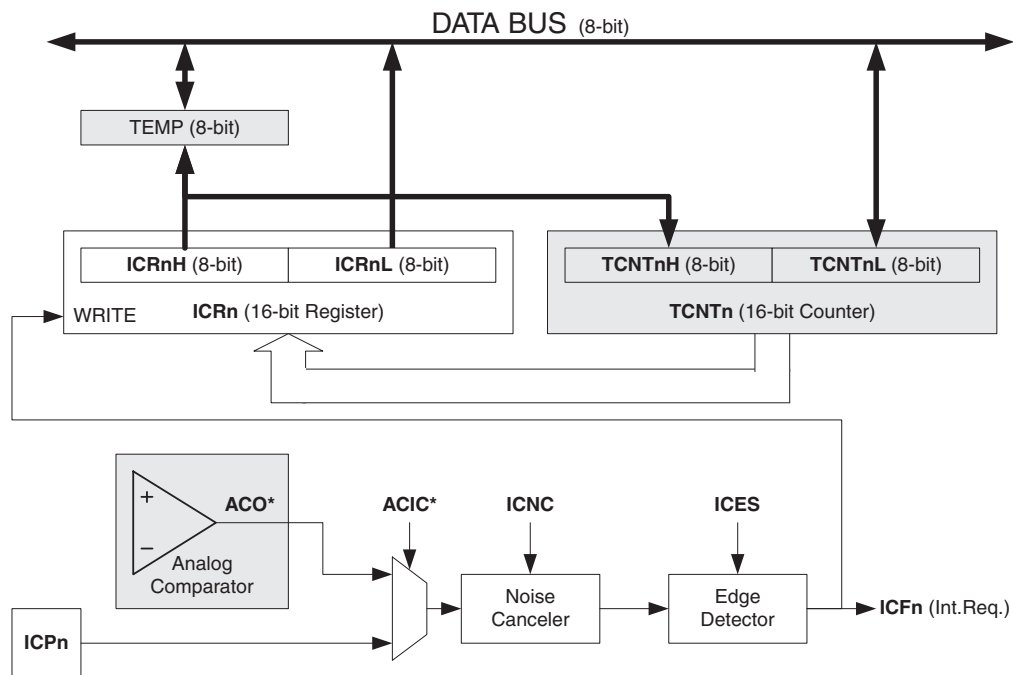 DATA BUS (8-bit)
TEMP (8-bit)
ICRnH (8-bit)
ICRnL (8-bit)
TCNTnH (8-bit)
TCNTnL (8-bit)
WRITE
ICRn (16-bit Register)
TCNTn (16-bit Counter)
+
−
ACO*
Analog
Comparator
ACIC*
ICNC
ICES
Noise
Canceler
Edge
Detector
ICFn (Int.Req.)
ICPn